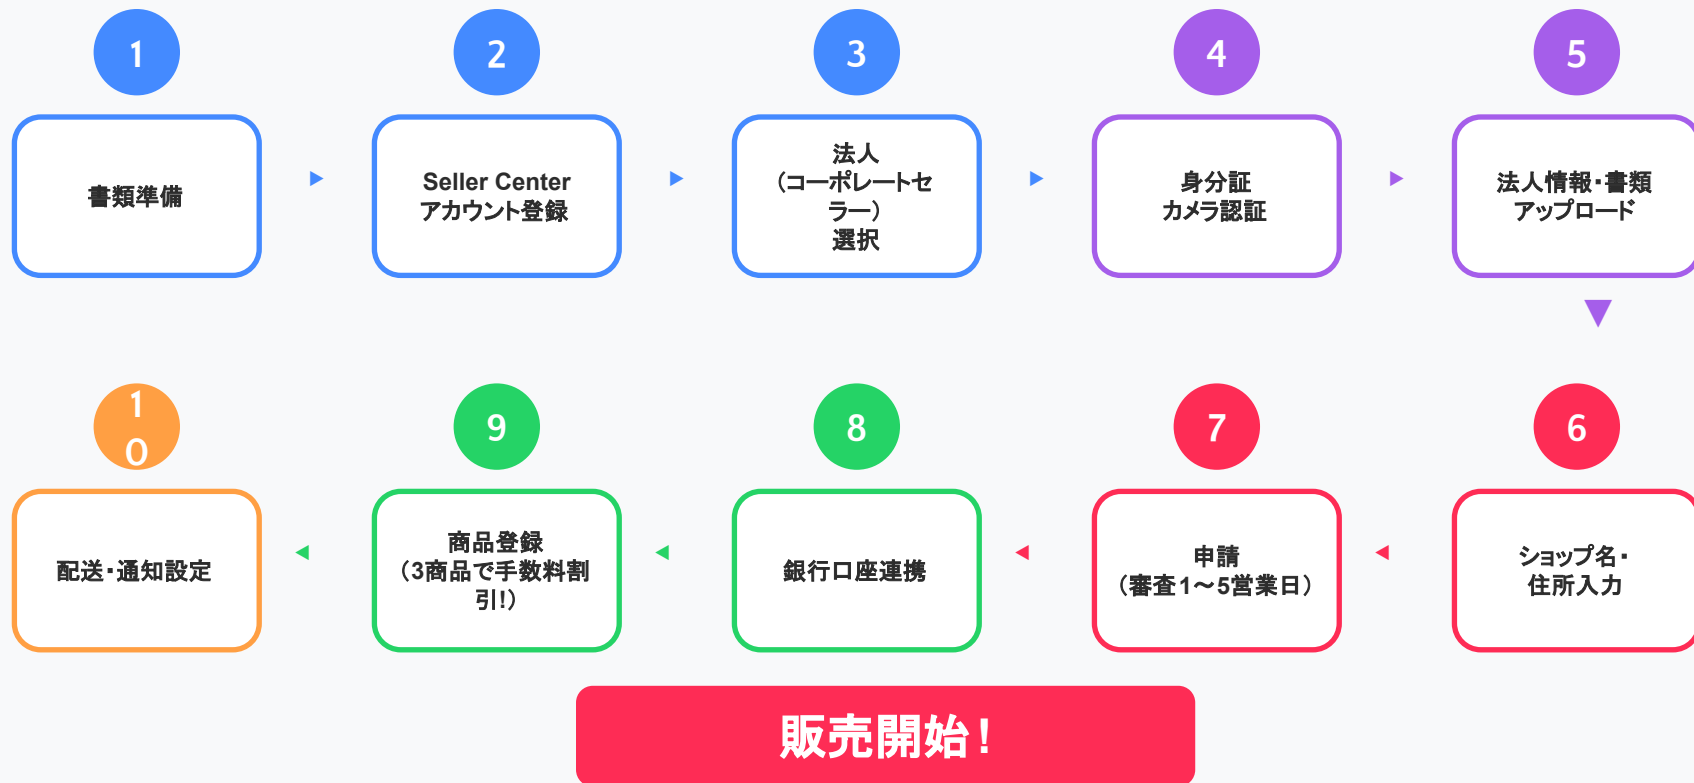 1
2
3
4
5
書類準備
Seller Center
アカウント登録
法人
（コーポレートセ
ラー）
選択
身分証
カメラ認証
法人情報・書類
アップロード
6
7
8
9
1
0
ショップ名・
住所入力
申請
（審査1～5営業日）
銀行口座連携
商品登録
（3商品で手数料割
引!）
配送・通知設定
販売開始！